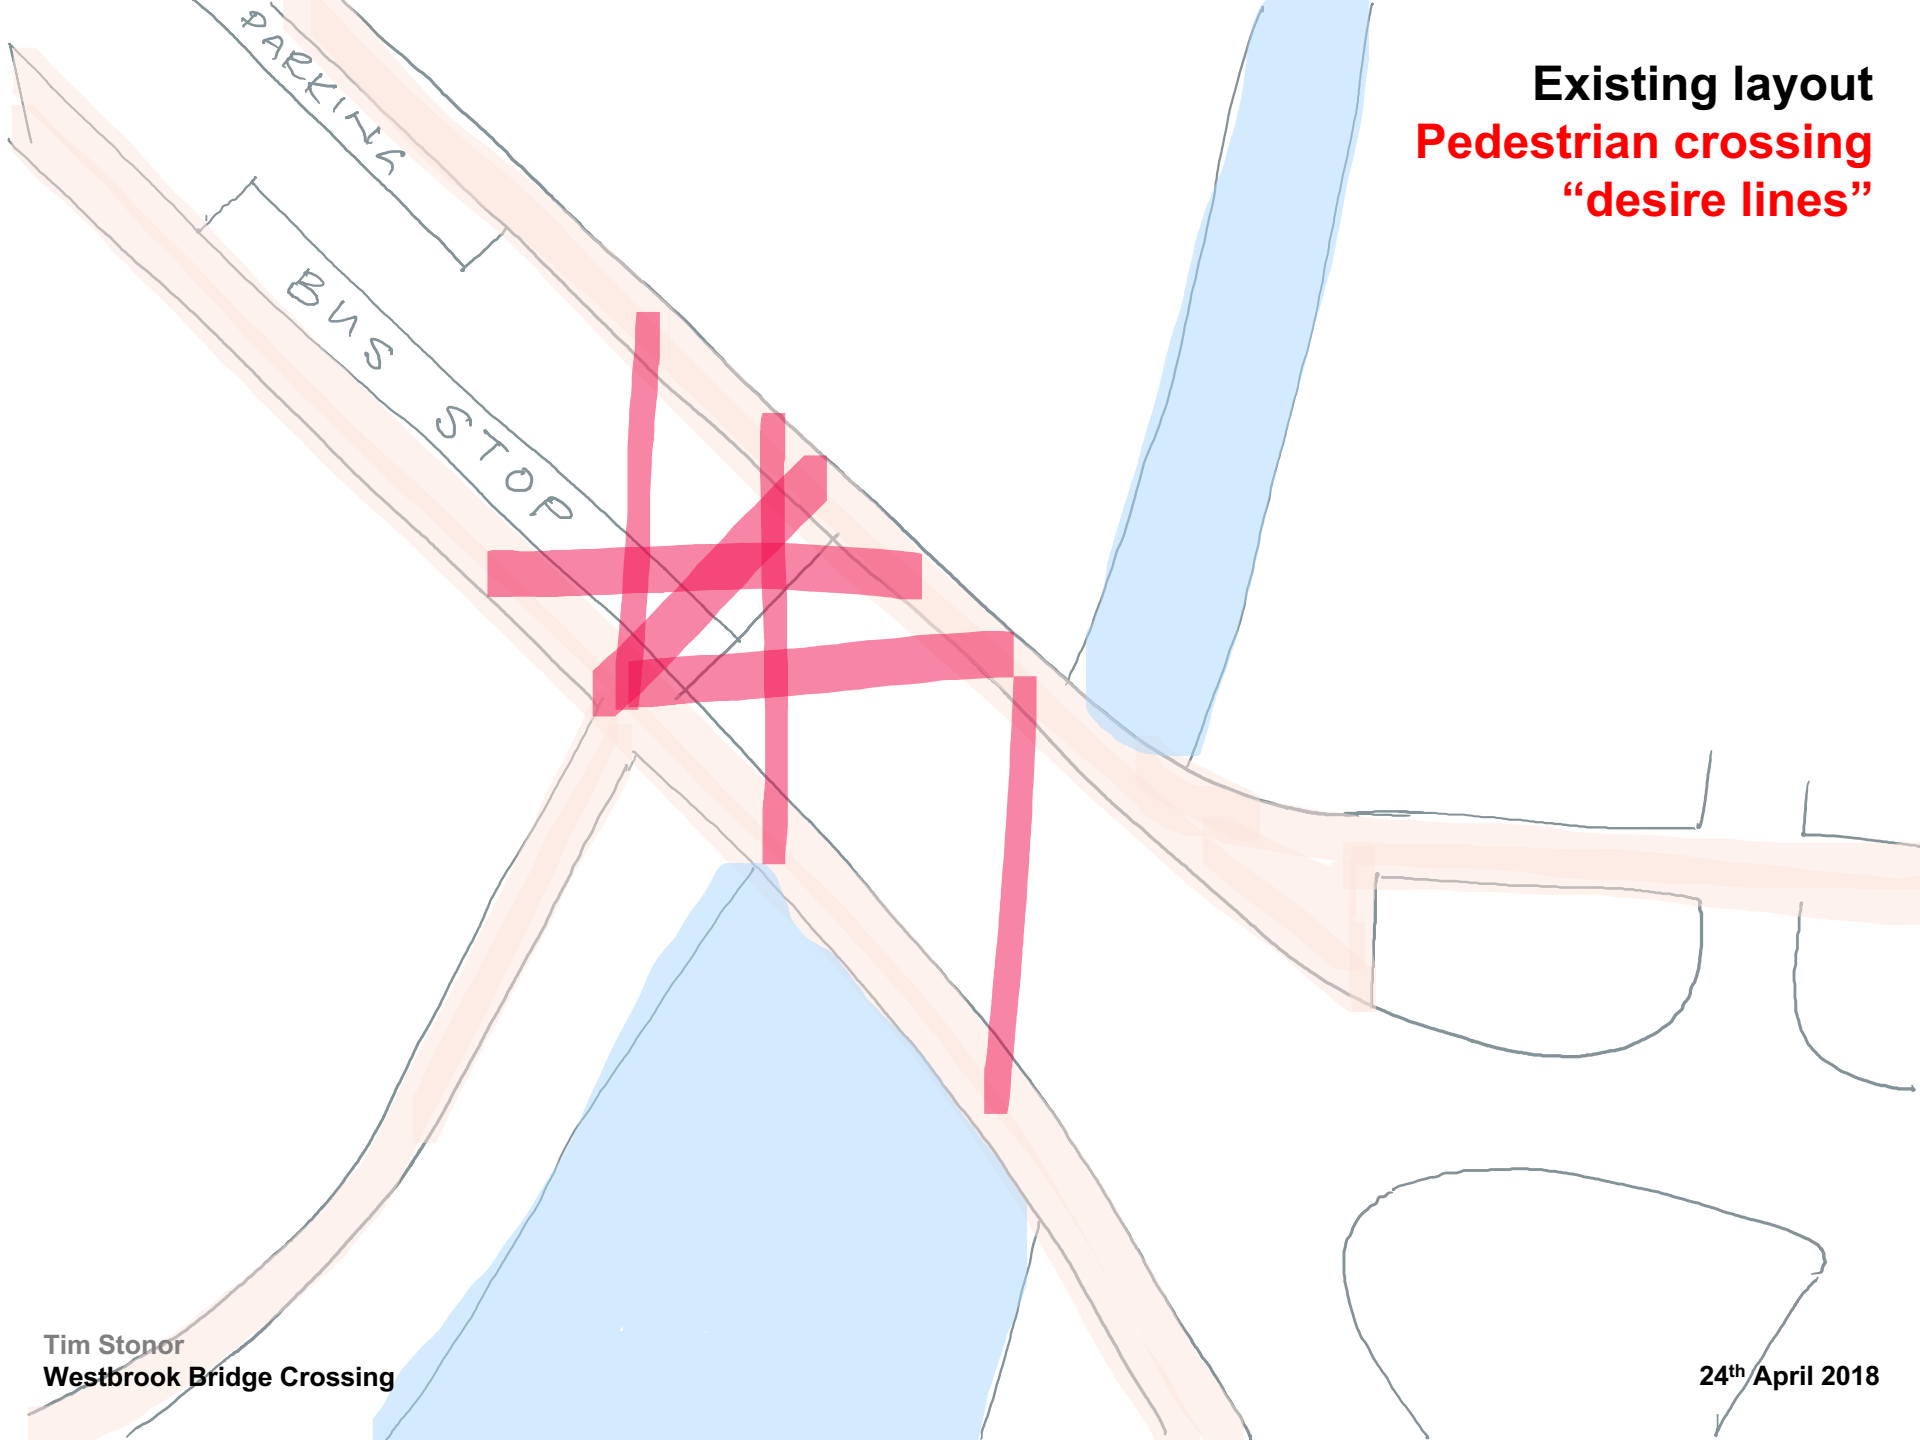 PARKING
BUS STOP
Existing layout
Pedestrian crossing
“desire lines”
Tim Stonor
Westbrook Bridge Crossing
24th April 2018